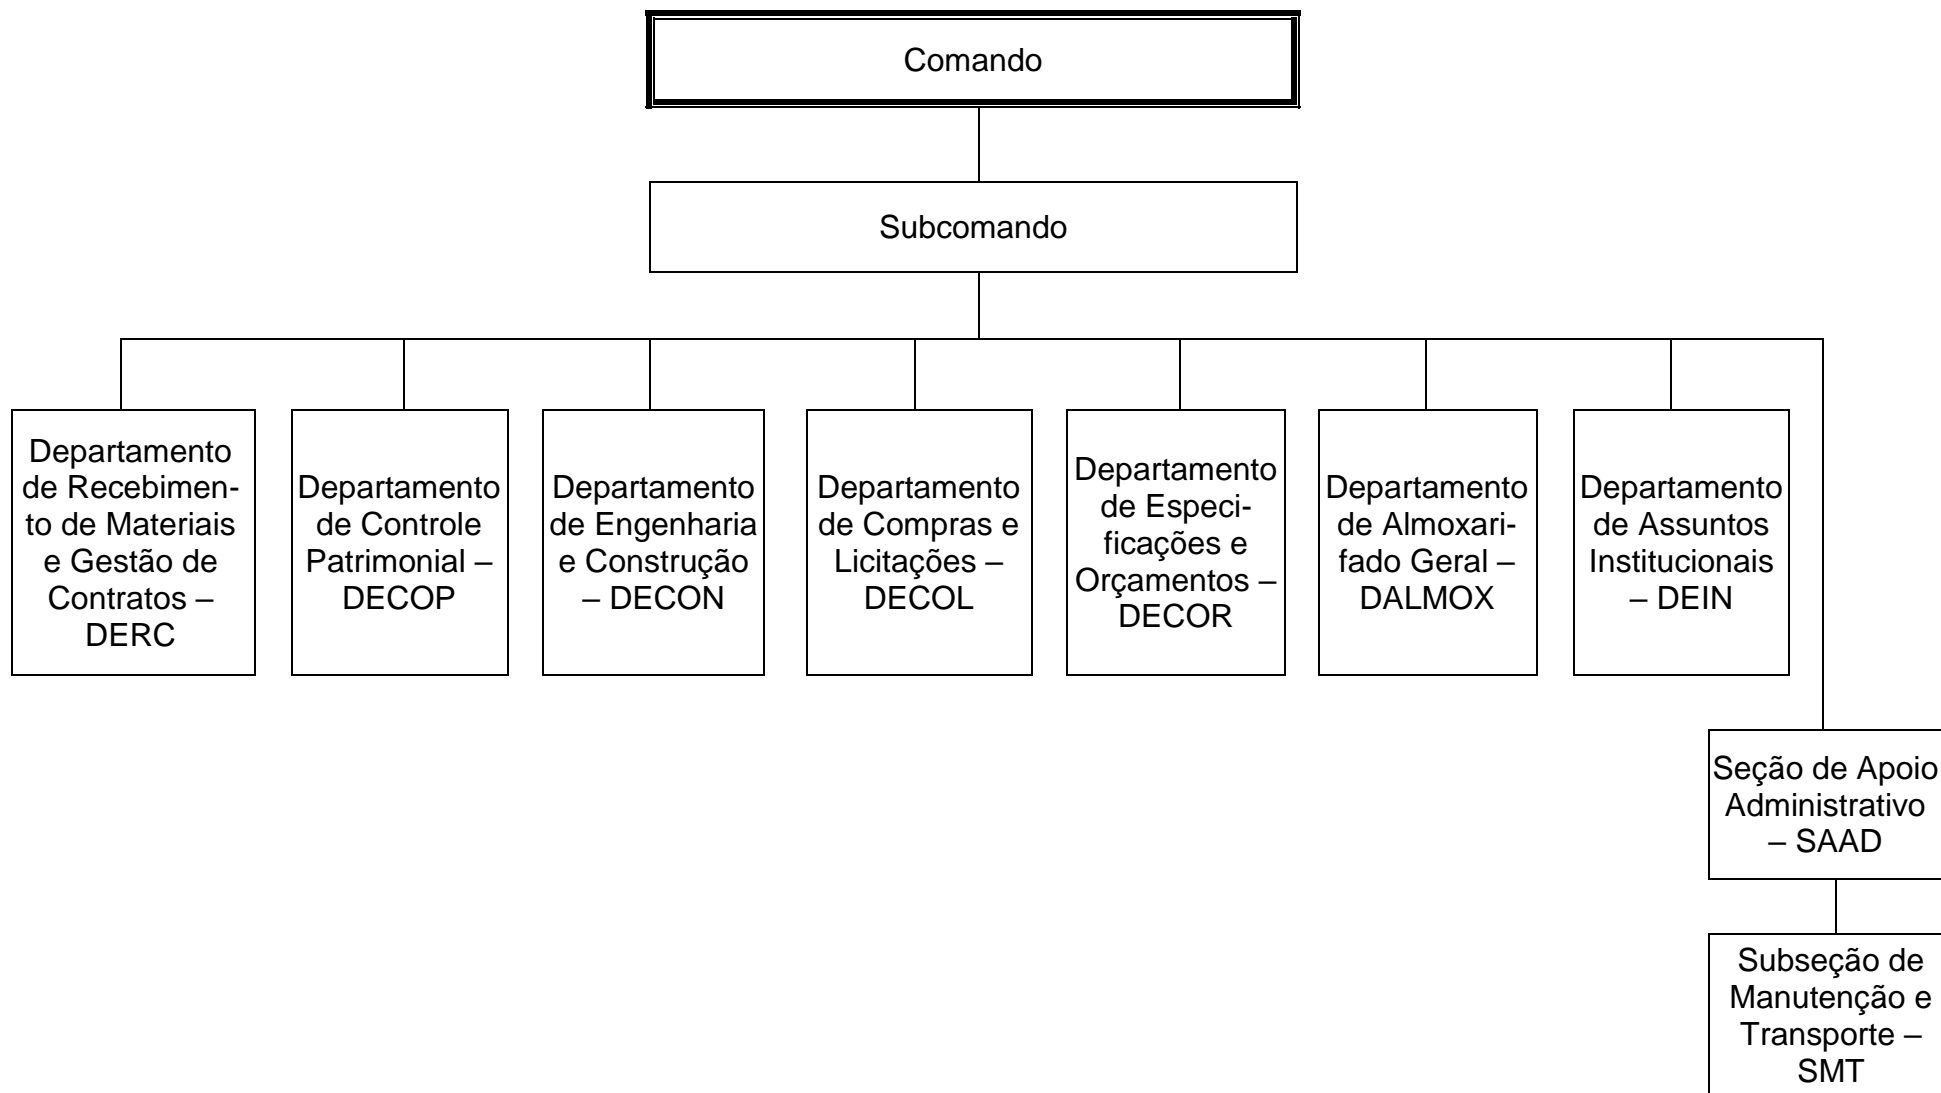 Comando
Subcomando
Departamento
de Recebimen-
to de Materiais
e Gestão de
Contratos –
DERC
Departamento
de Controle
Patrimonial –
DECOP
Departamento
de Engenharia
e Construção
– DECON
Departamento
de Compras e
Licitações –
DECOL
Departamento
de Especi-
ficações e
Orçamentos –
DECOR
Departamento
de Almoxari-
fado Geral –
DALMOX
Departamento
de Assuntos
Institucionais
– DEIN
Seção de Apoio
Administrativo
– SAAD
Subseção de
Manutenção e
Transporte –
SMT